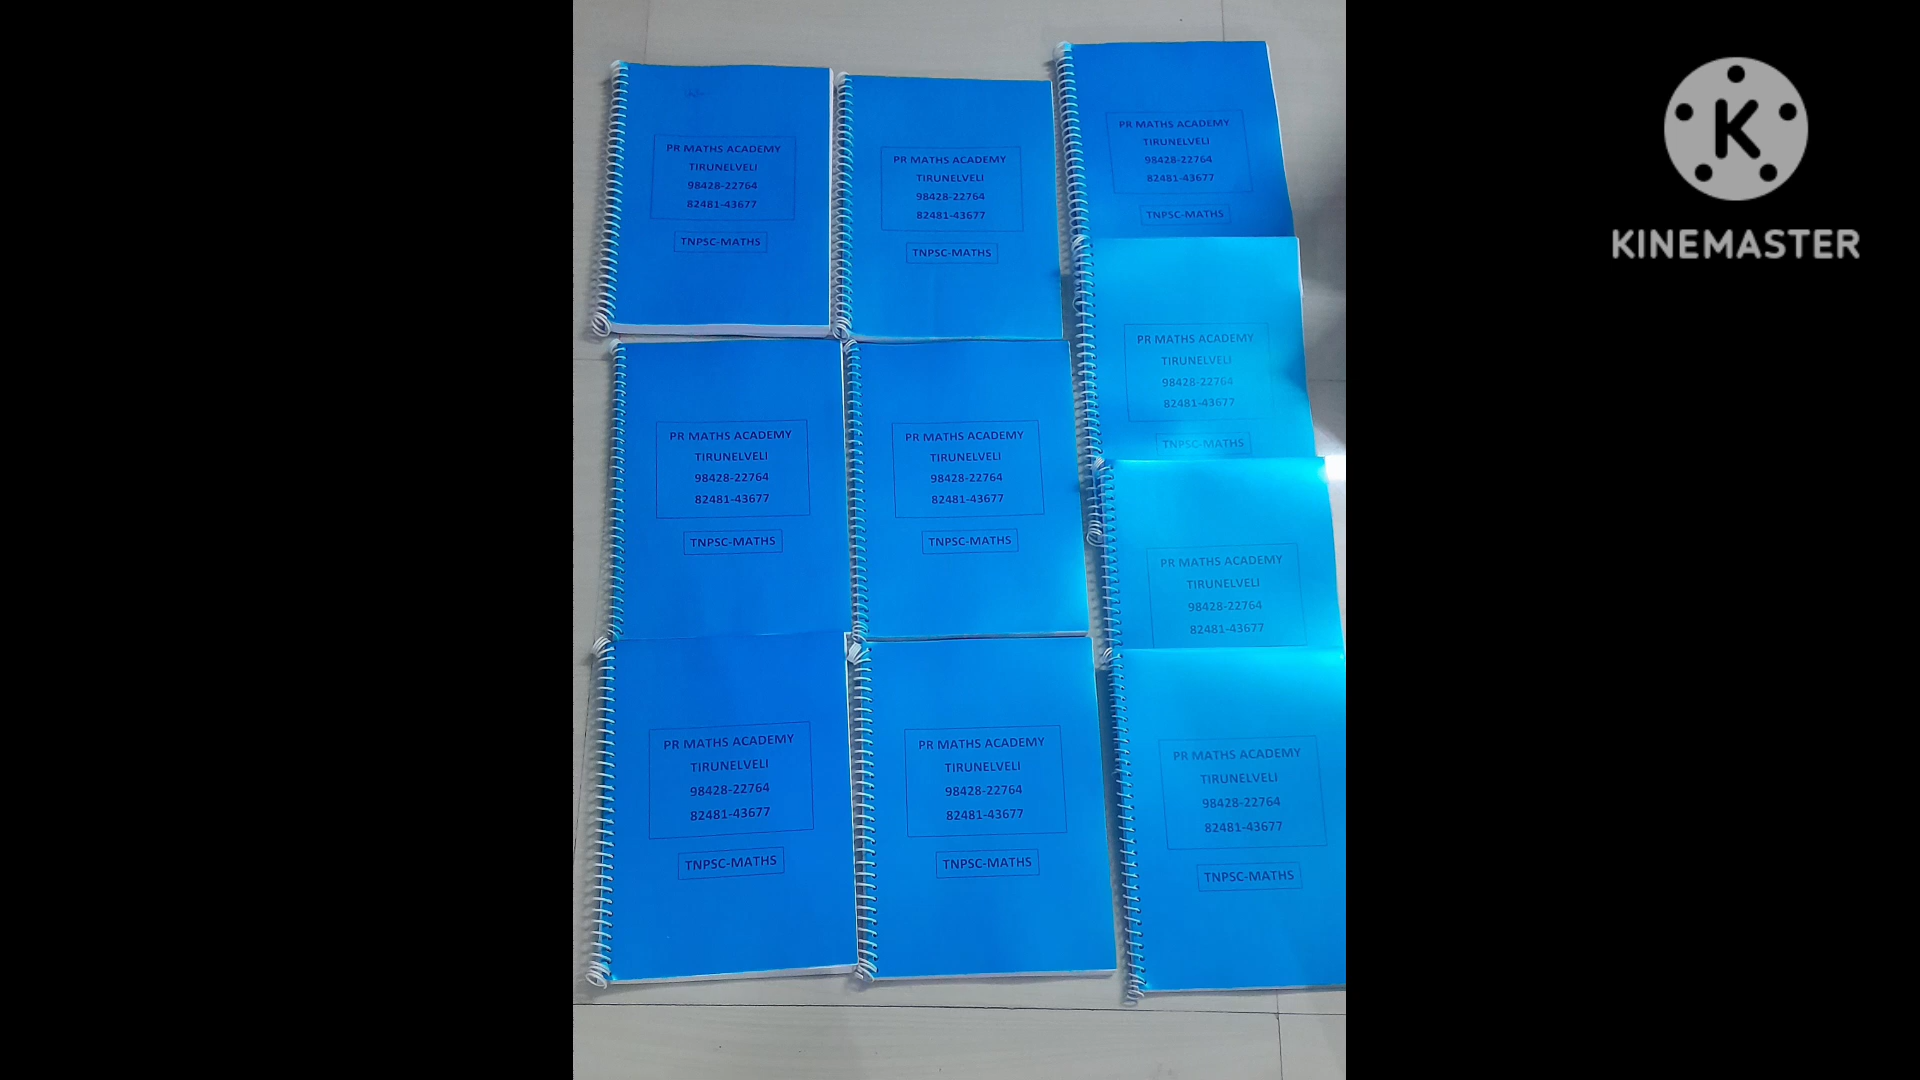 PR MATHS ACADEMY
TIRUNELVELI
98428-22764
82481-43677
TNPSC-MATHS
PR MATHS ACADEMY
TIRUNELVELI
98428-22764
82481-43677
TNPSC-MATHS
PR MATHS ACADEMY
TIRUNELVELI
98428-22764
82481-43677
TNPSC-MATHS
PR MATHS ACADEMY
TIRUNELVELI
98428-22764
82481-43677
TNPSC-MATHS
PR MATHS ACADEMY
TIRUNELVELI
98428-22764
82481-43677
TNPSC-MATHS
PR MATHS ACADEMY
TIRUNELVELI
98428-22764
82481-43677
TNPSC-MATHS
PR MATHS ACADEMY
TIRUNELVELI
98428-22764
82481-43677
PR MATHS ACADEMY
TIRUNELVELI
98428-22764
82481-43677
TNPSC-MATHS
PR MATHS ACADEMY
TIRUNELVELI
98428-22764
82481-43677
TNPSC-MATHS
PR MATHS ACADEMY
TIRUNELVELI
98428-22764
82481-43677
TNPSC-MATHS
K
KINEMASTER